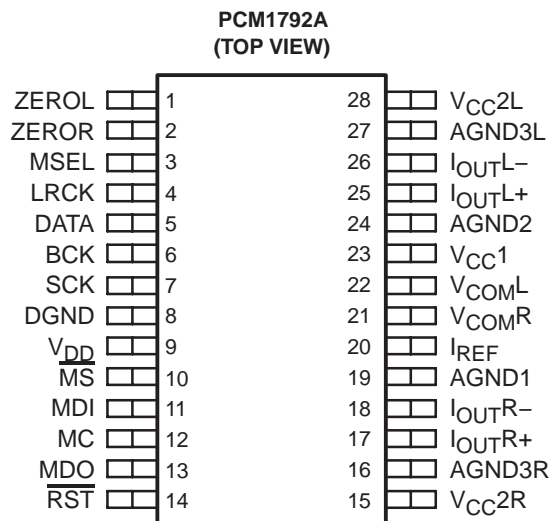 PCM1792A
(TOP VIEW)
ZEROL 1 28 VCC2L
ZEROR 2 27 AGND3L
MSEL 3 26 IOUTL–
LRCK 4 25 IOUTL+
DATA 5 24 AGND2
BCK 6 23 VCC1
SCK 7 22 VCOML
DGND 8 21 VCOMR
VDD 9 20 IREF
MS 10 19 AGND1
MDI 11 18 IOUTR–
MC 12 17 IOUTR+
MDO 13 16 AGND3R
RST 14 15 VCC2R